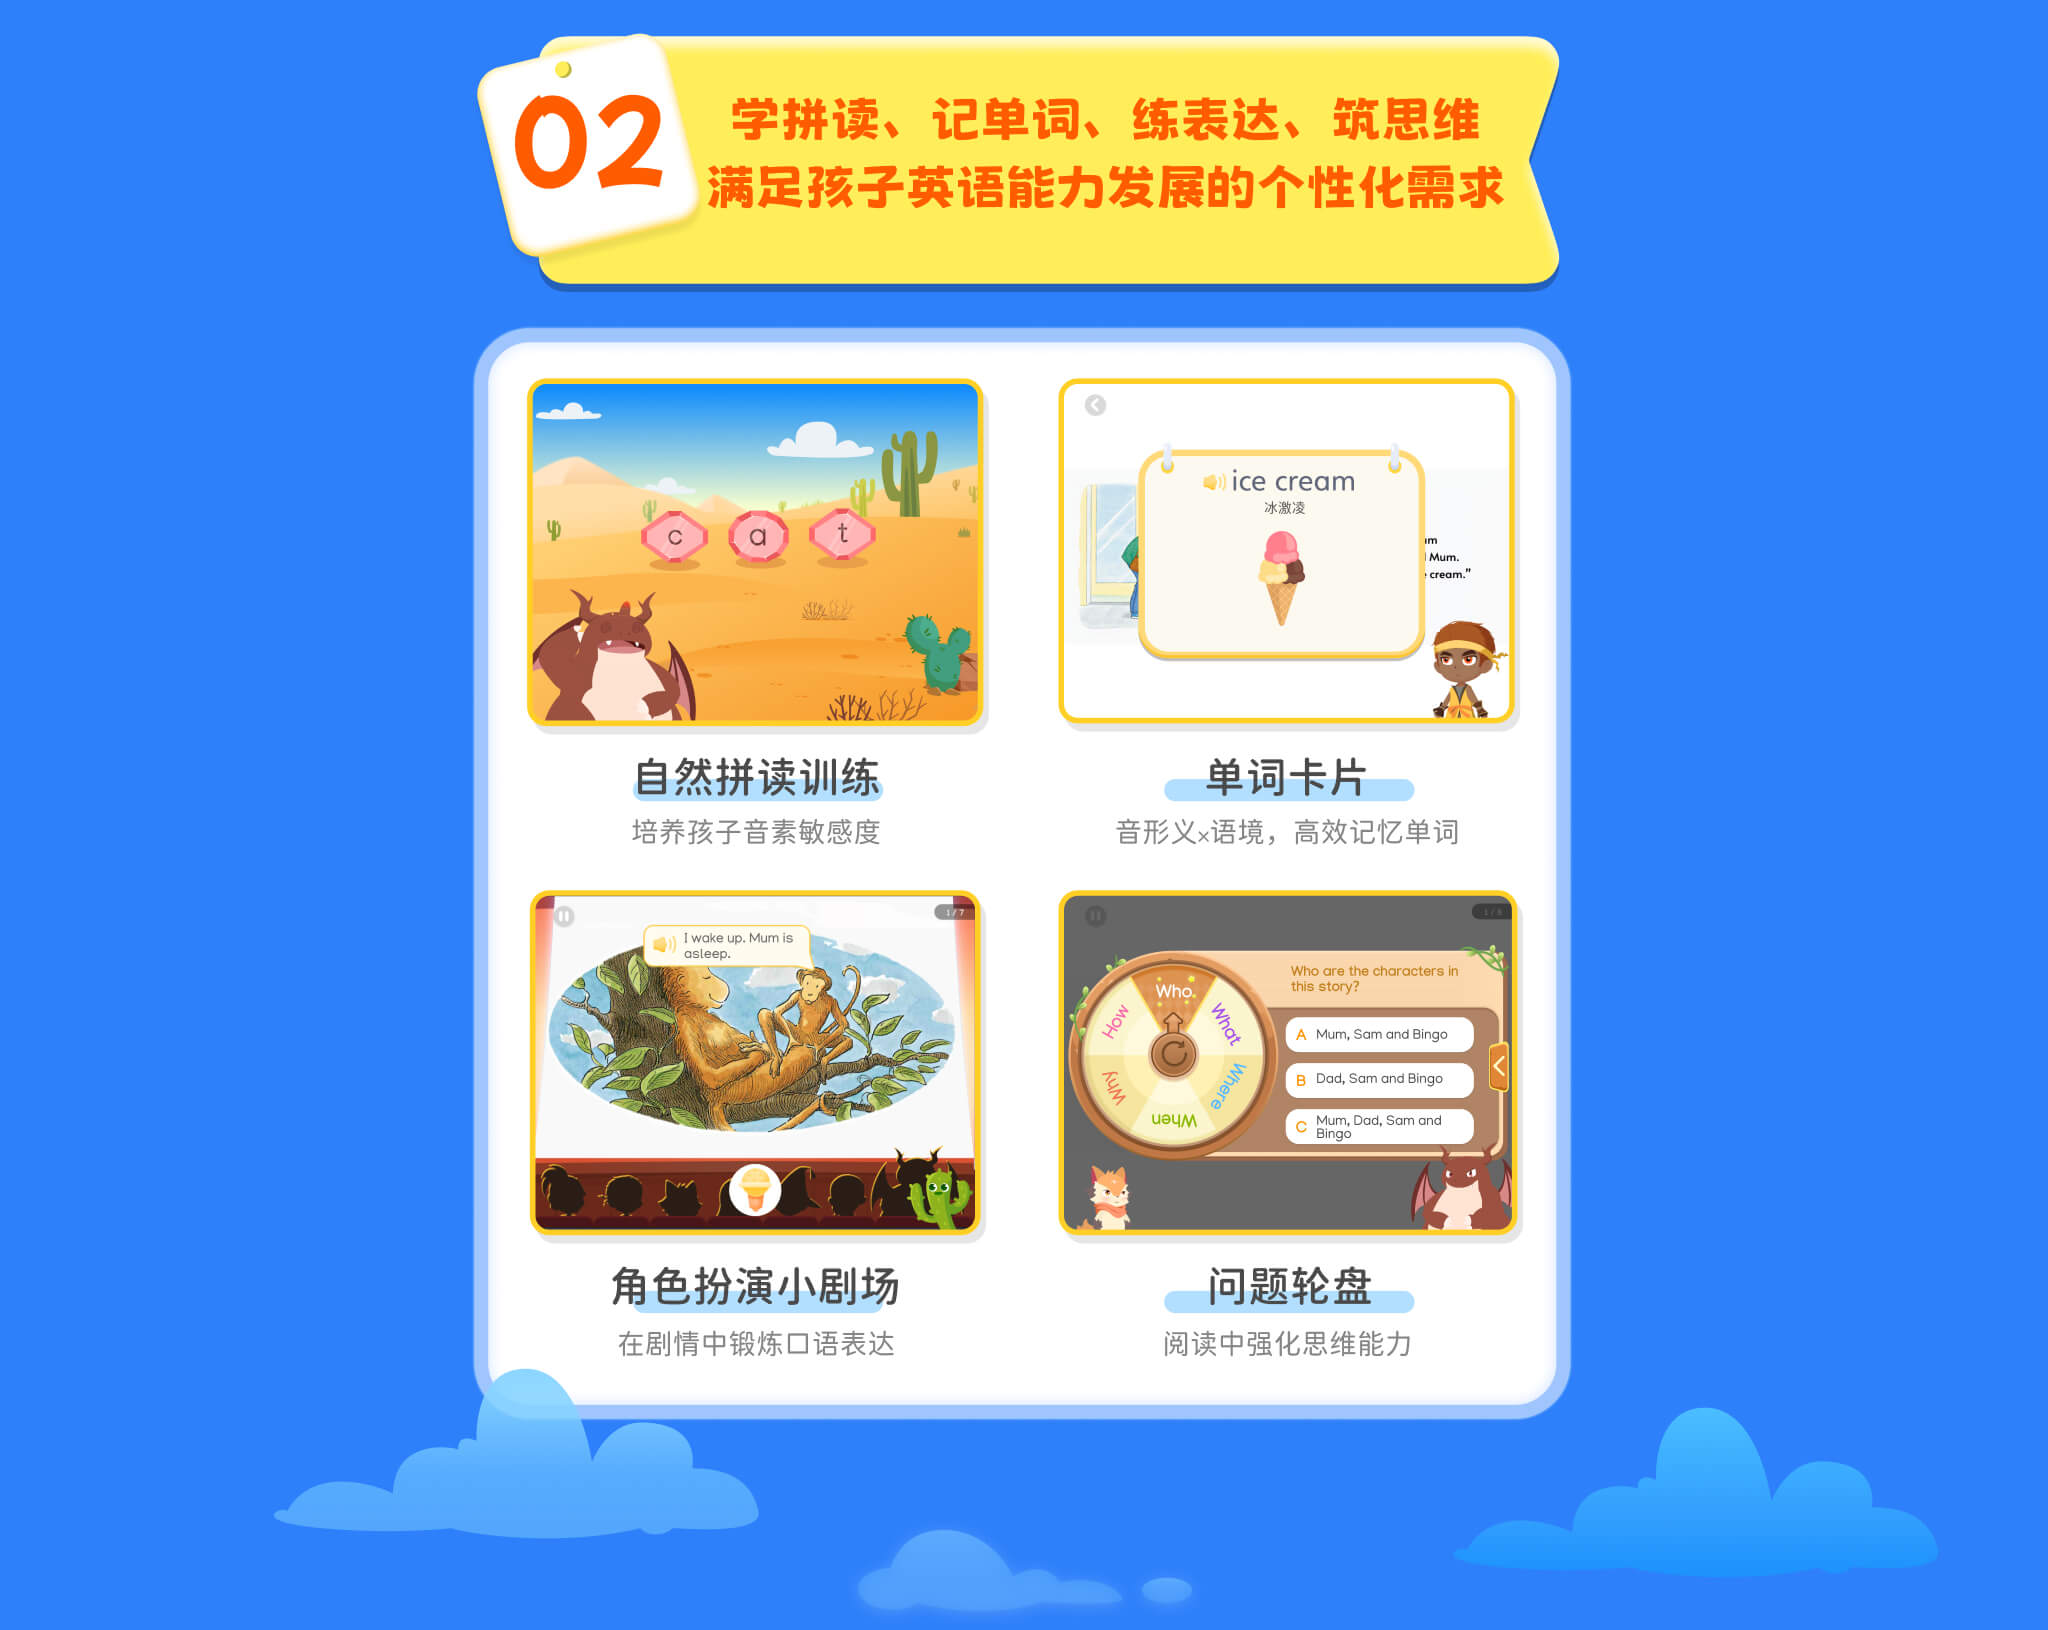 02
学拼读、记单词、练表达、筑思维
满足孩子英语能力发展的个性化需求
c a t
自然拼读训练
培养孩子音素敏感度
ice cream
冰激凌
Mum.
cream.”
单词卡片
音形义×语境，高效记忆单词
1/7
I wake up. Mum is
asleep.
角色扮演小剧场
在剧情中锻炼口语表达
Who are the characters in
this story?
Who
What
Where
When
Why
How
A Mum, Sam and Bingo
B Dad, Sam and Bingo
C Mum, Dad, Sam and
Bingo
问题轮盘
阅读中强化思维能力